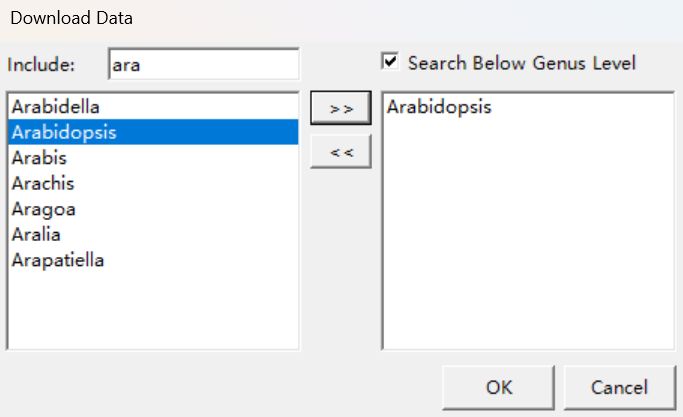 Download Data
Include:
ara
Search Below Genus Level
Arabidella
Arabidopsis
Arabis
Arachis
Aragoa
Aralia
Arapatiella
>>
<<
Arabidopsis
OK
Cancel